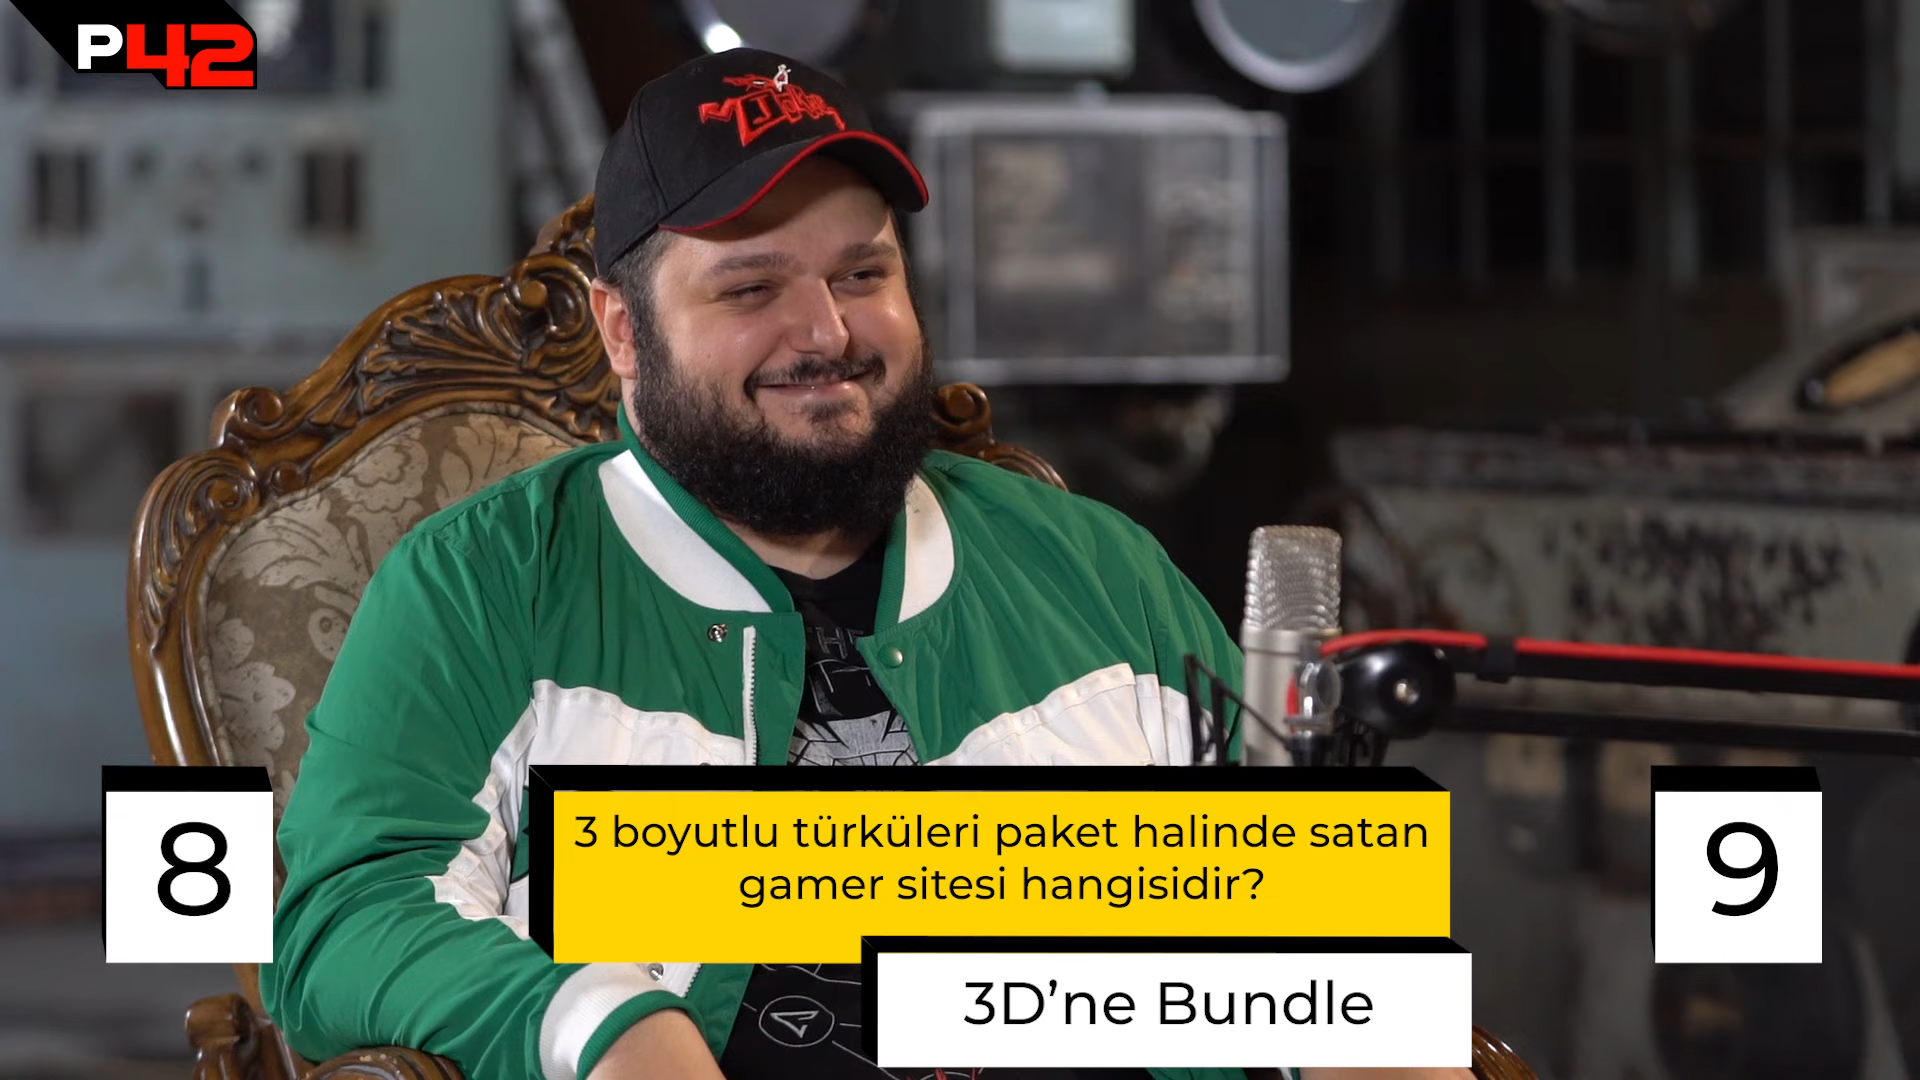 P42
8
3 boyutlu türküleri paket halinde satan
gamer sitesi hangisidir?
9
3D’ne Bundle